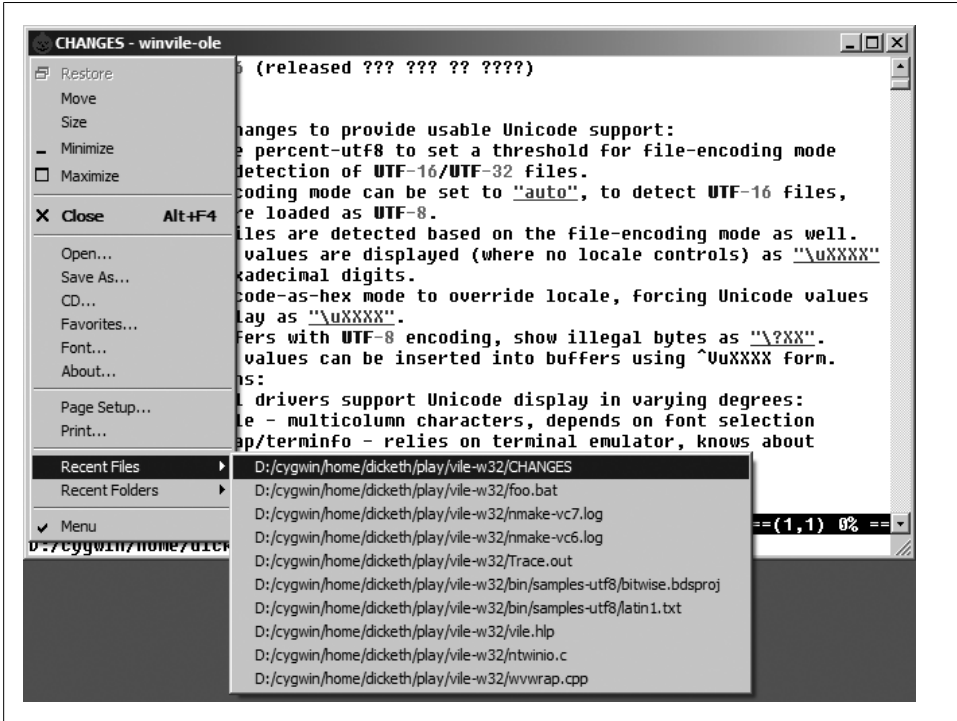 CHANGES - winvile-ole
(released ??? ??? ?? ????)
Restore
Move
Size
Minimize
Maximize
Close Alt+F4
Open...
Save As...
CD...
Favorites...
Font...
About...
Page Setup...
Print...
Recent Files
Recent Folders
Menu
hanges to provide usable Unicode support:
e percent-utf8 to set a threshold for file-encoding mode
detection of UTF-16/UTF-32 files.
coding mode can be set to "auto", to detect UTF-16 files,
re loaded as UTF-8.
iles are detected based on the file-encoding mode as well.
values are displayed (where no locale controls) as "\uXXXX"
xadecimal digits.
code-as-hex mode to override locale, forcing Unicode values
lay as "\uXXXX".
fers with UTF-8 encoding, show illegal bytes as "\?XX".
values can be inserted into buffers using ^VuXXXX form.
ns:
l drivers support Unicode display in varying degrees:
le - multicolumn characters, depends on font selection
ap/terminfo - relies on terminal emulator, knows about
D:/cygwin/home/dicketh/play/vile-w32/CHANGES
D:/cygwin/home/dicketh/play/vile-w32/foo.bat
D:/cygwin/home/dicketh/play/vile-w32/nmake-vc7.log
D:/cygwin/home/dicketh/play/vile-w32/nmake-vc6.log
D:/cygwin/home/dicketh/play/vile-w32/Trace.out
D:/cygwin/home/dicketh/play/vile-w32/bin/samples-utf8/bitwise.bdsproj
D:/cygwin/home/dicketh/play/vile-w32/bin/samples-utf8/latin1.txt
D:/cygwin/home/dicketh/play/vile-w32/vile.hlp
D:/cygwin/home/dicketh/play/vile-w32/ntwinio.c
D:/cygwin/home/dicketh/play/vile-w32/wvwrap.cpp
==(1,1) 0% ==